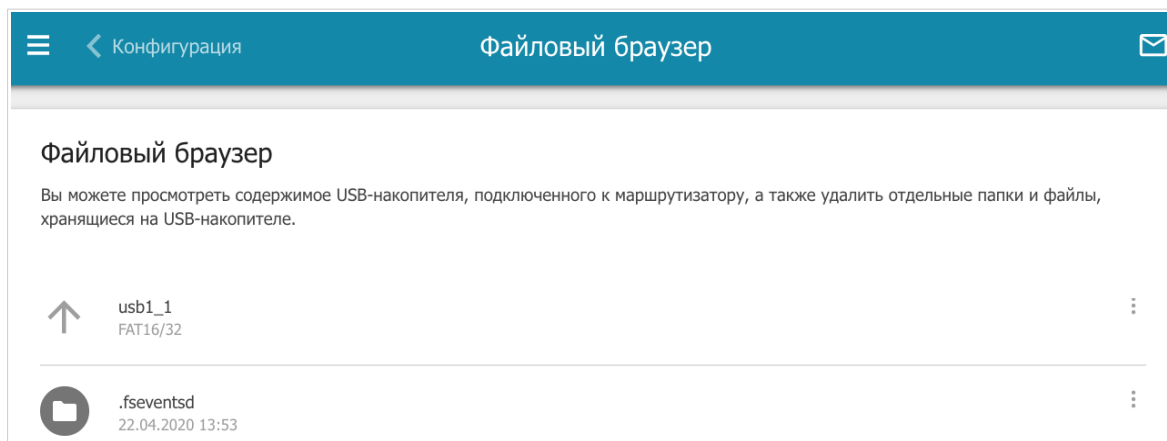 Конфигурация
Файловый браузер
Файловый браузер
Вы можете просмотреть содержимое USB-накопителя, подключенного к маршрутизатору, а также удалить отдельные папки и файлы,
хранящиеся на USB-накопителе.
usb1_1
FAT16/32
.fseventsd
22.04.2020 13:53